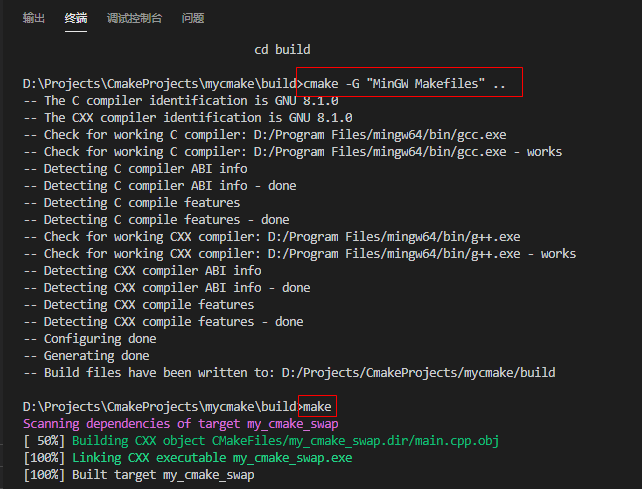 输出 终端 调试控制台 问题
cd build
D:\Projects\CmakeProjects\mycmake\build>cmake -G "MinGW Makefiles" ..
-- The C compiler identification is GNU 8.1.0
-- The CXX compiler identification is GNU 8.1.0
-- Check for working C compiler: D:/Program Files/mingw64/bin/gcc.exe
-- Check for working C compiler: D:/Program Files/mingw64/bin/gcc.exe - works
-- Detecting C compiler ABI info
-- Detecting C compiler ABI info - done
-- Detecting C compile features
-- Detecting C compile features - done
-- Check for working CXX compiler: D:/Program Files/mingw64/bin/g++.exe
-- Check for working CXX compiler: D:/Program Files/mingw64/bin/g++.exe - works
-- Detecting CXX compiler ABI info
-- Detecting CXX compiler ABI info - done
-- Detecting CXX compile features
-- Detecting CXX compile features - done
-- Configuring done
-- Generating done
-- Build files have been written to: D:/Projects/CmakeProjects/mycmake/build
D:\Projects\CmakeProjects\mycmake\build>make
Scanning dependencies of target my_cmake_swap
[ 50%] Building CXX object CMakeFiles/my_cmake_swap.dir/main.cpp.obj
[100%] Linking CXX executable my_cmake_swap.exe
[100%] Built target my_cmake_swap